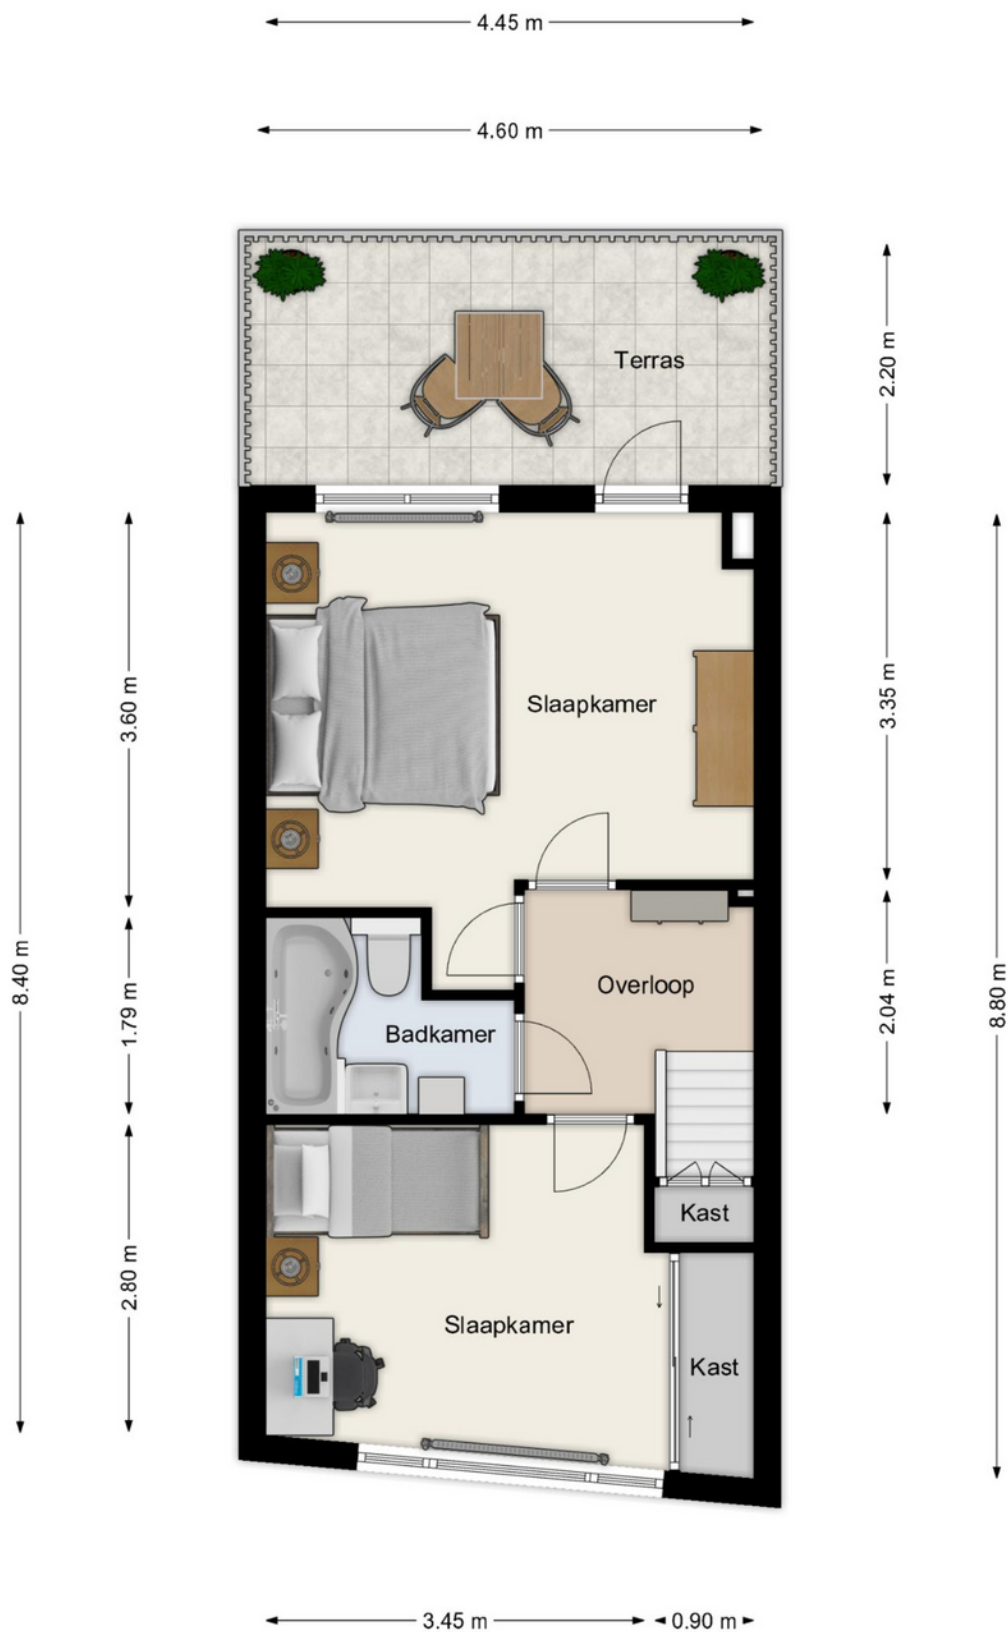 4.45 m
4.60 m
Terras
2.20 m
Slaapkamer
3.60 m
3.35 m
8.40 m
8.80 m
Overloop
Badkamer
1.79 m
2.04 m
Kast
Slaapkamer
2.80 m
Kast
3.45 m
0.90 m